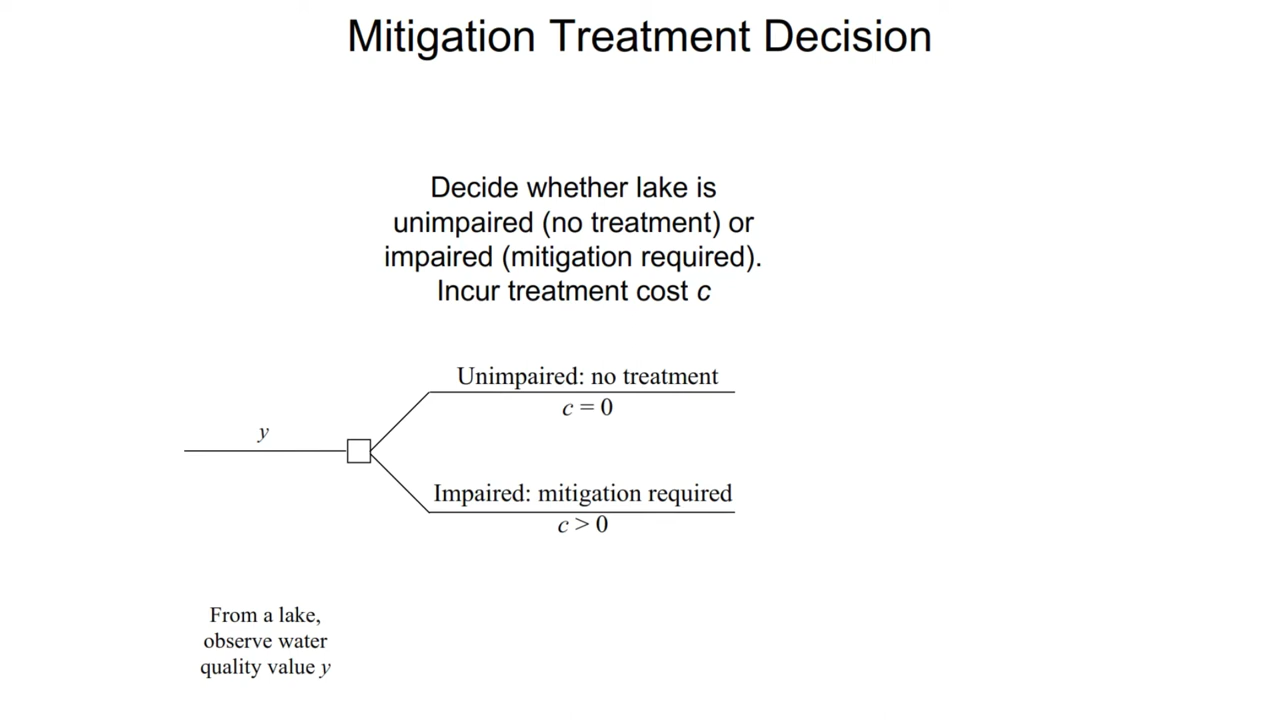 Mitigation Treatment Decision
Decide whether lake is
unimpaired (no treatment) or
impaired (mitigation required).
Incur treatment cost c
Unimpaired: no treatment
c = 0
y
Impaired: mitigation required
c > 0
From a lake,
observe water
quality value y